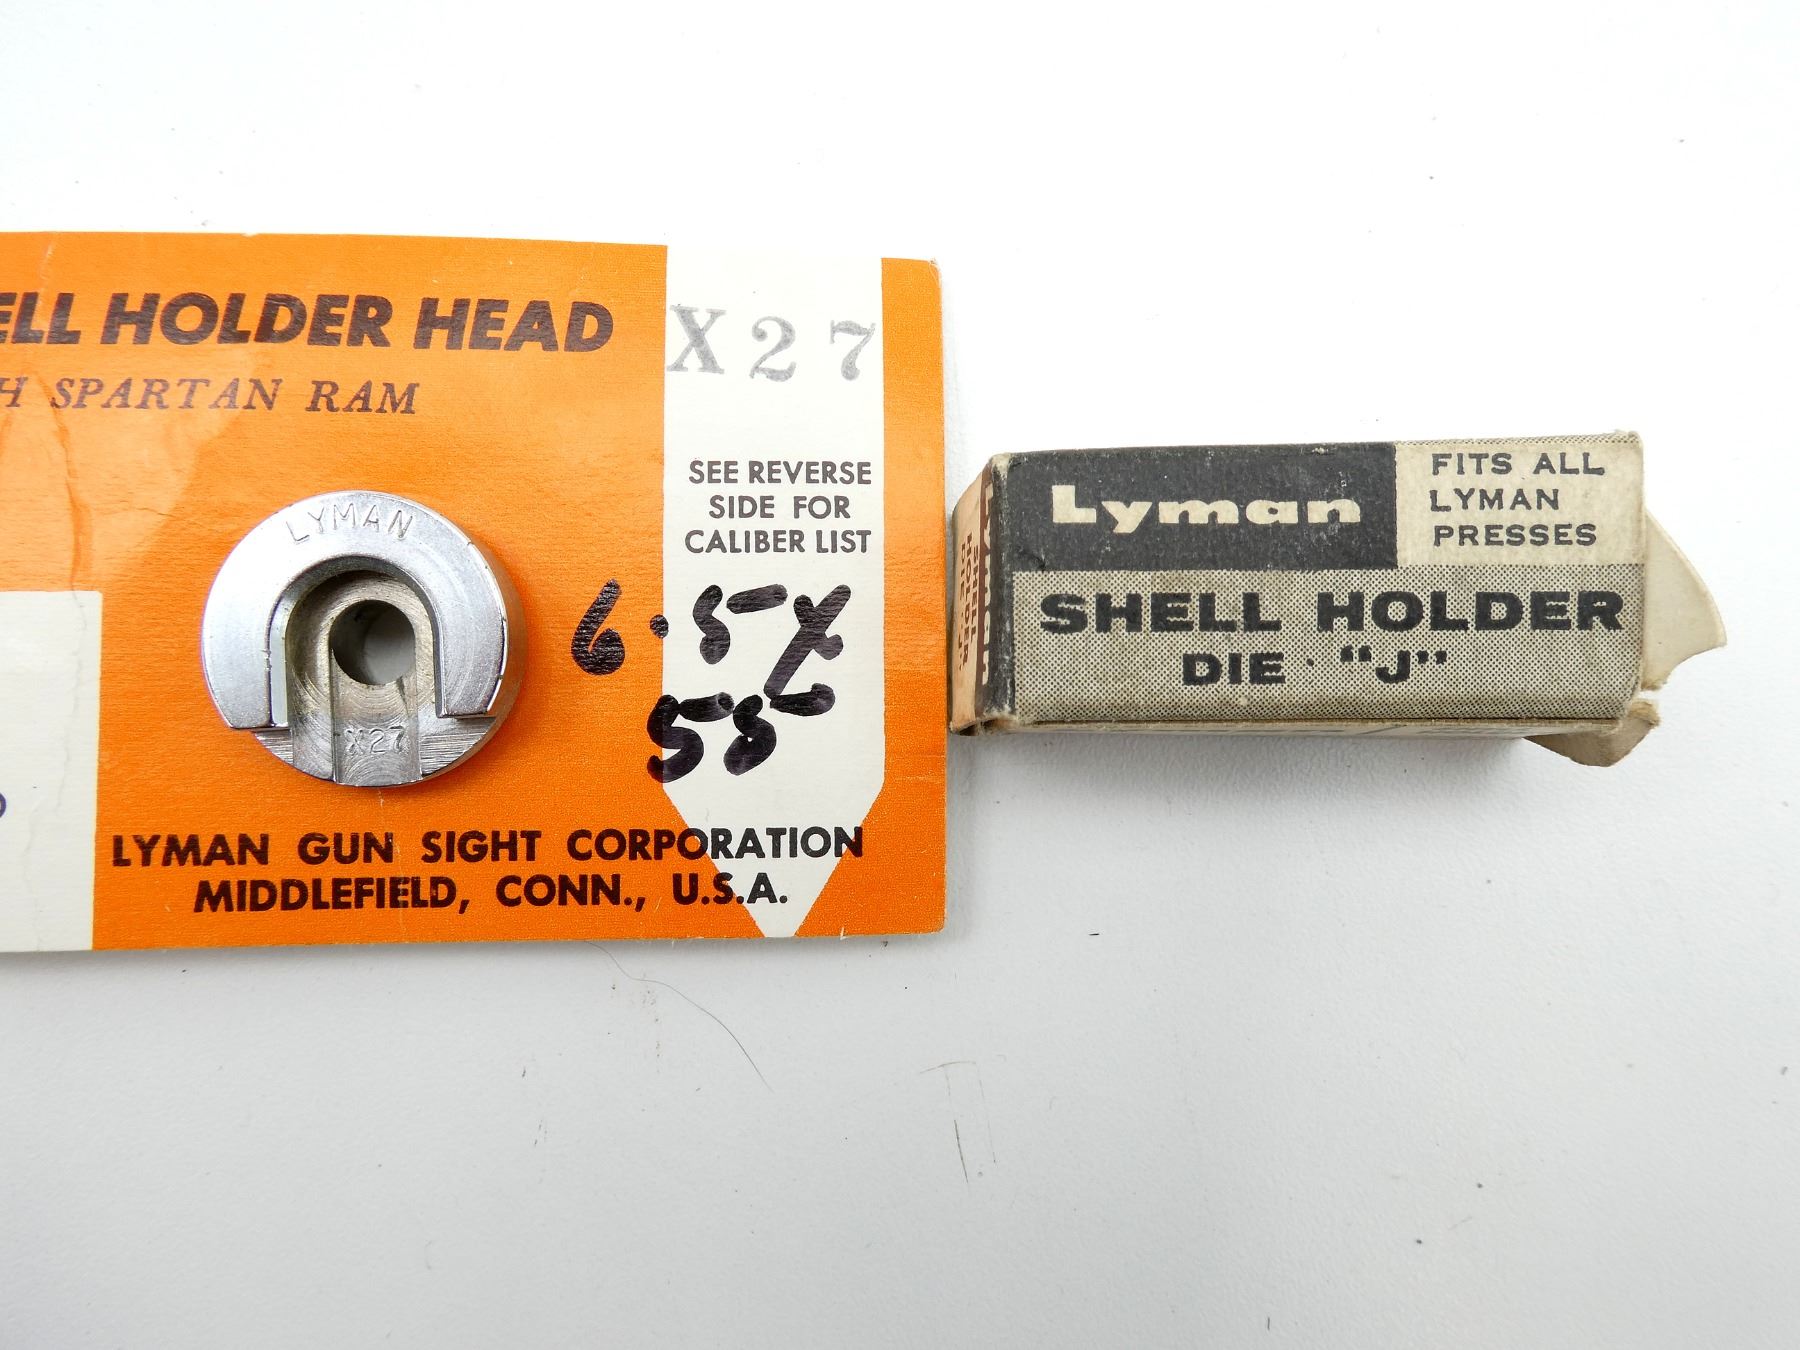 ELL HOLDER HEAD
H SPARTAN RAM
X27
SEE REVERSE
SIDE FOR
CALIBER LIST
LYMAN
X27
6.5X
55
LYMAN GUN SIGHT CORPORATION
MIDDLEFIELD, CONN., U.S.A.
Lyman
FITS ALL
LYMAN
PRESSES
SHELL HOLDER
DIE "J"